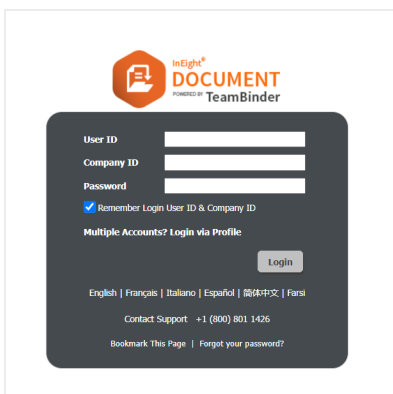 InEight®
DOCUMENT
POWERED BY TeamBinder
User ID
Company ID
Password
Remember Login User ID & Company ID
Multiple Accounts? Login via Profile
Login
English | Français | Italiano | Español | 简体中文 | Farsi
Contact Support +1 (800) 801 1426
Bookmark This Page | Forgot your password?